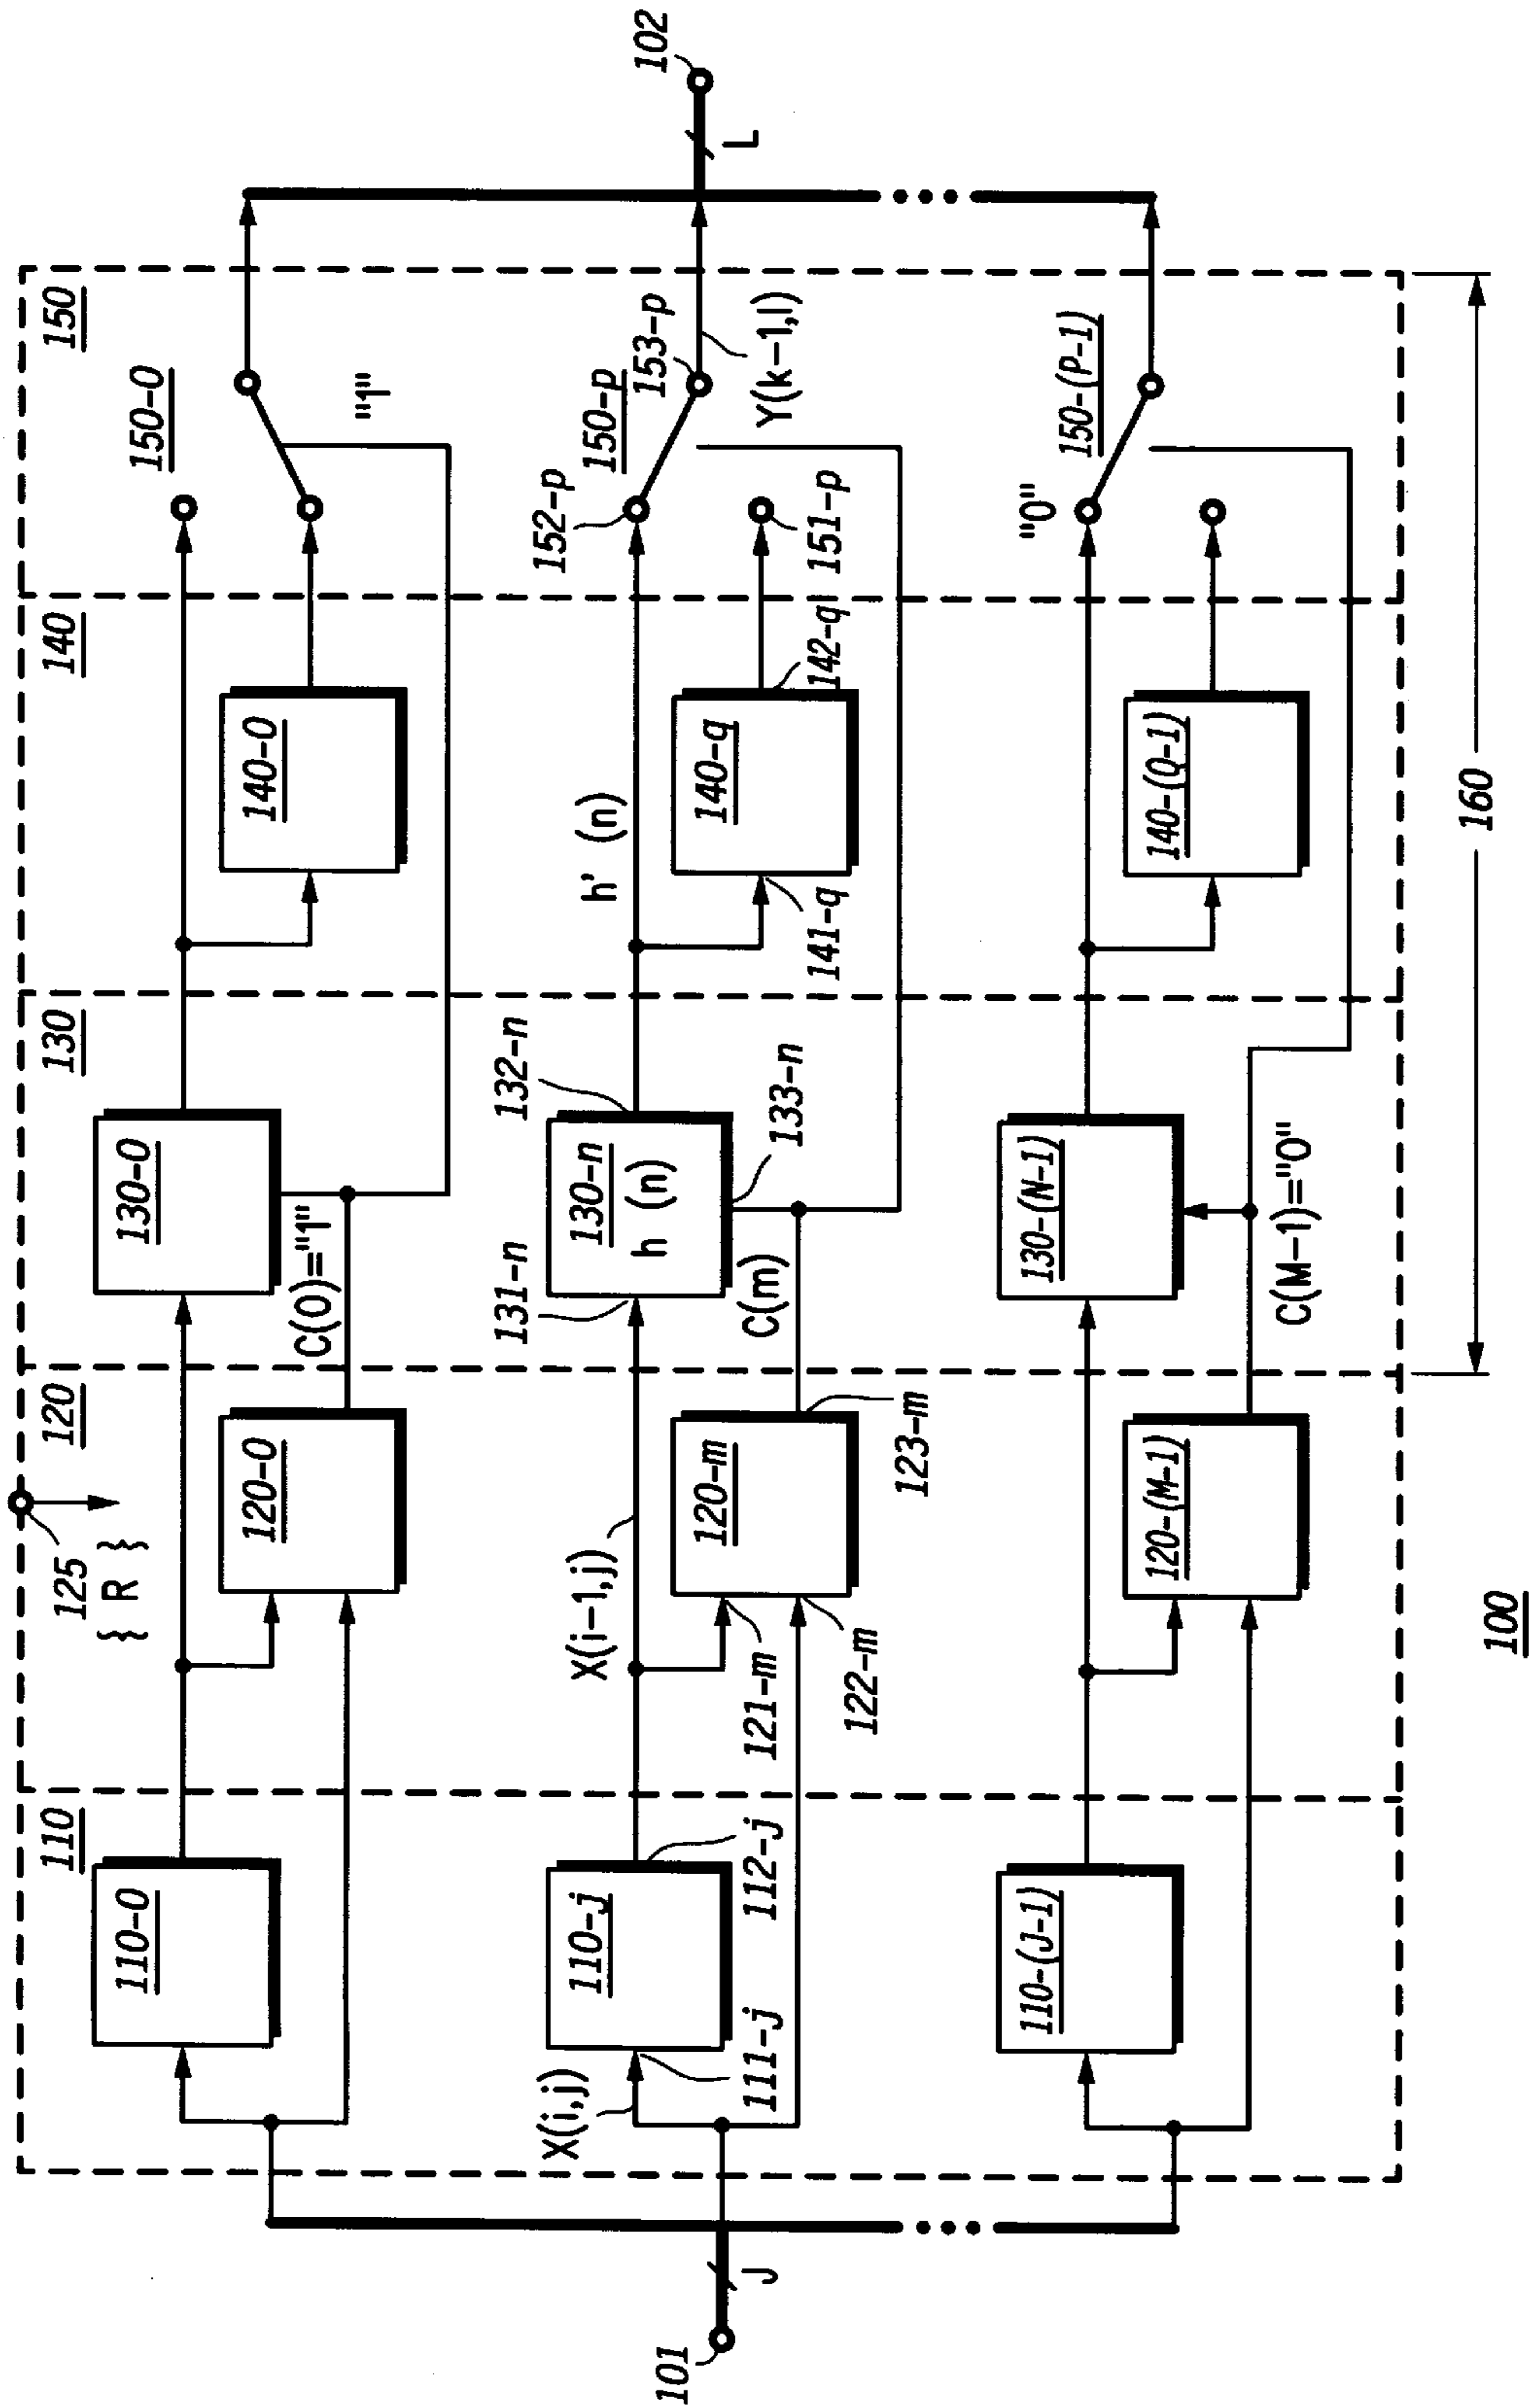 100
101
J
102
L
160
110
110-0
X(i,j)
111-j
110-j
112-j
110-(J-1)
120
125
{ R }
120-0
X(i-1,j)
121-m
122-m
120-m
123-m
120-(M-1)
130
130-0
C(0)="1"
131-n
130-n
h (n)
132-n
133-n
C(m)
130-(N-1)
C(M-1)="0"
140
140-0
h' (n)
141-q
140-q
142-q
140-(Q-1)
150
150-0
"1"
152-p
150-p
153-p
151-p
Y(k-1,l)
"0"
150-(P-1)